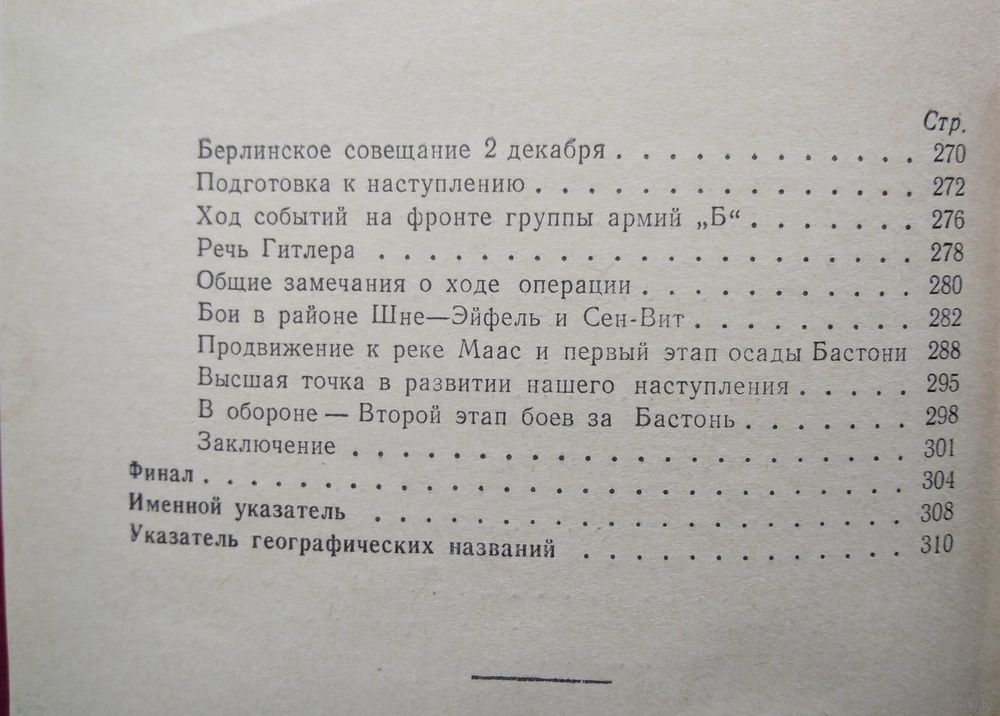 Стр.
Берлинское совещание 2 декабря . . . . . . . . . . . . . 270
Подготовка к наступлению . . . . . . . . . . . . . . . 272
Ход событий на фронте группы армий „Б“ . . . . . . . 276
Речь Гитлера . . . . . . . . . . . . . . . . . . . . . . 278
Общие замечания о ходе операции . . . . . . . . . . . 280
Бои в районе Шне—Эйфель и Сен-Вит . . . . . . . . . 282
Продвижение к реке Маас и первый этап осады Бастони 288
Высшая точка в развитии нашего наступления . . . . . 295
В обороне — Второй этап боев за Бастонь . . . . . . . 298
Заключение . . . . . . . . . . . . . . . . . . . . . . . 301
Финал . . . . . . . . . . . . . . . . . . . . . . . . . . . . 304
Именной указатель . . . . . . . . . . . . . . . . . . . . . 308
Указатель географических названий . . . . . . . . . . . . 310